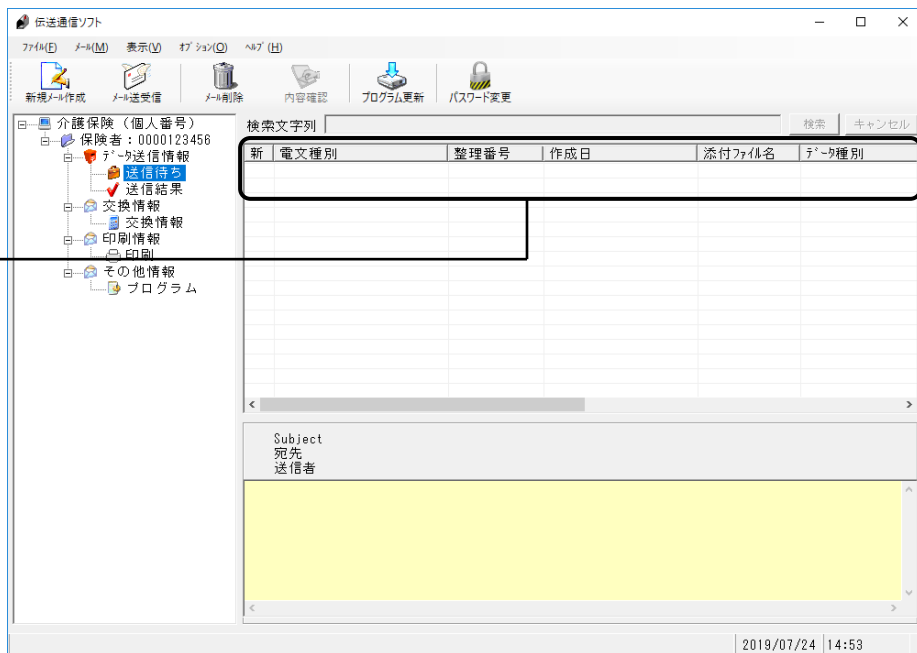 伝送通信ソフト
ファイル(F) メール(M) 表示(V) オプション(O) ヘルプ(H)
新規メール作成 メール送受信 メール削除 内容確認 プログラム更新 パスワード変更
介護保険（個人番号）
保険者：0000123456
データ送信情報
送信待ち
送信結果
交換情報
交換情報
印刷情報
印刷
その他情報
プログラム
検索文字列 検索 キャンセル
新 電文種別 整理番号 作成日 添付ファイル名 データ種別
Subject
宛先
送信者
2019/07/24 14:53